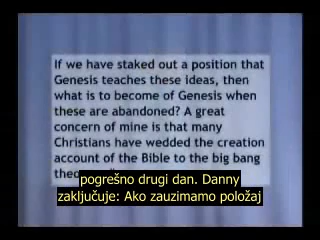 If we have staked out a position that
Genesis teaches these ideas, then
what is to become of Genesis when
these are abandoned? A great
concern of mine is that many
Christians have wedded the creation
account of the Bible to the big bang
pogrešno drugi dan. Danny
zaključuje: Ako zauzimamo položaj